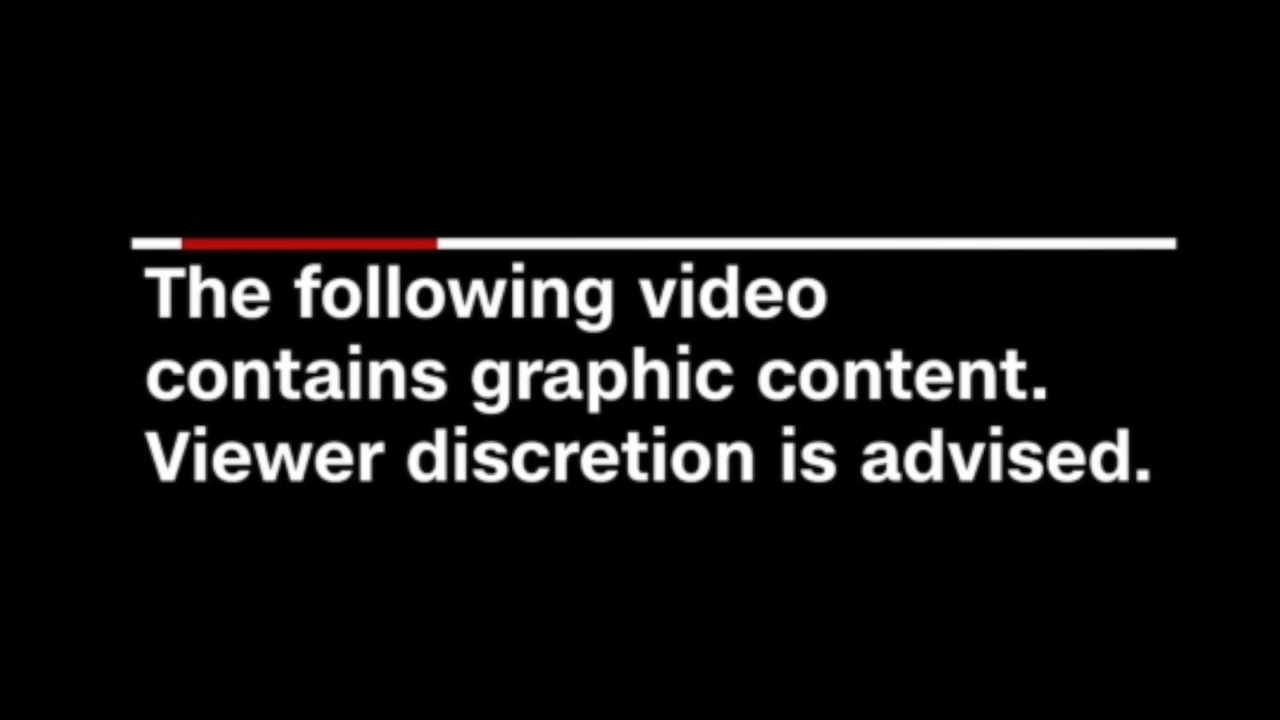 The following video
contains graphic content.
Viewer discretion is advised.